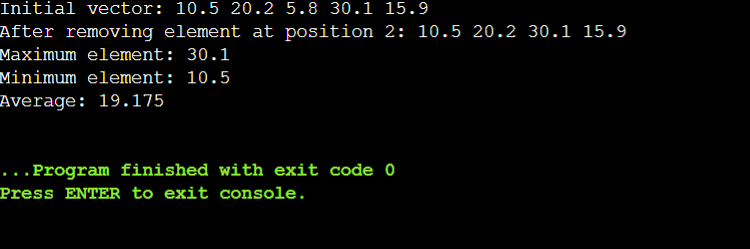 Initial vector: 10.5 20.2 5.8 30.1 15.9
After removing element at position 2: 10.5 20.2 30.1 15.9
Maximum element: 30.1
Minimum element: 10.5
Average: 19.175
...Program finished with exit code 0
Press ENTER to exit console.